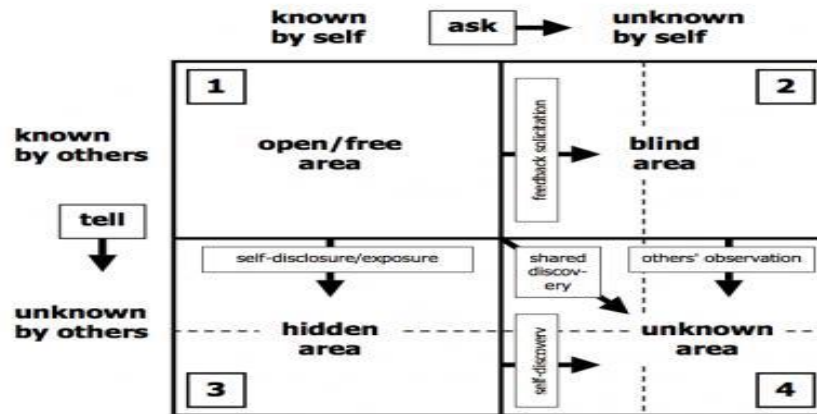 known
by self
ask
unknown
by self
1
2
known
by others
open/free
area
feedback solicitation
blind
area
tell
self-disclosure/exposure
shared
discov-
ery
others' observation
unknown
by others
hidden
area
self-discovery
unknown
area
3
4